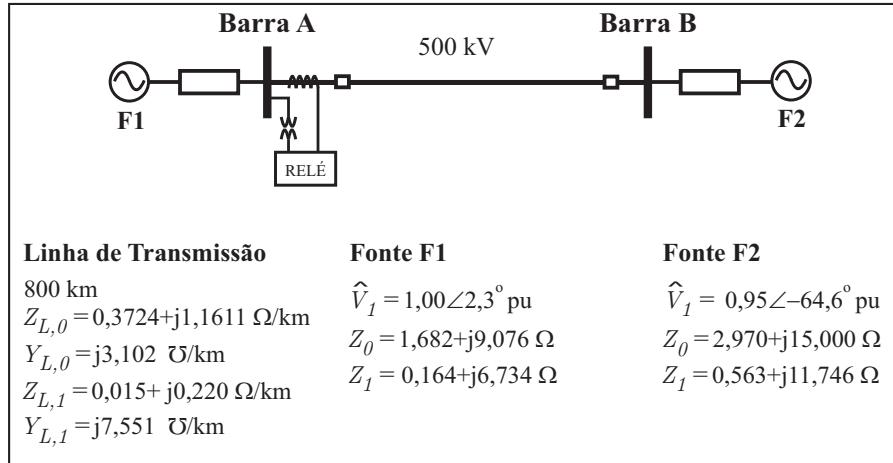 Barra A
Barra B
500 kV
F1
F2
RELÉ
Linha de Transmissão
800 km
Z_{L,0} = 0,3724+j1,1611 Ω/km
Y_{L,0} = j3,102 ℧/km
Z_{L,1} = 0,015+ j0,220 Ω/km
Y_{L,1} = j7,551 ℧/km
Fonte F1
V̂_1 = 1,00∠2,3° pu
Z_0 = 1,682+j9,076 Ω
Z_1 = 0,164+j6,734 Ω
Fonte F2
V̂_1 = 0,95∠–64,6° pu
Z_0 = 2,970+j15,000 Ω
Z_1 = 0,563+j11,746 Ω